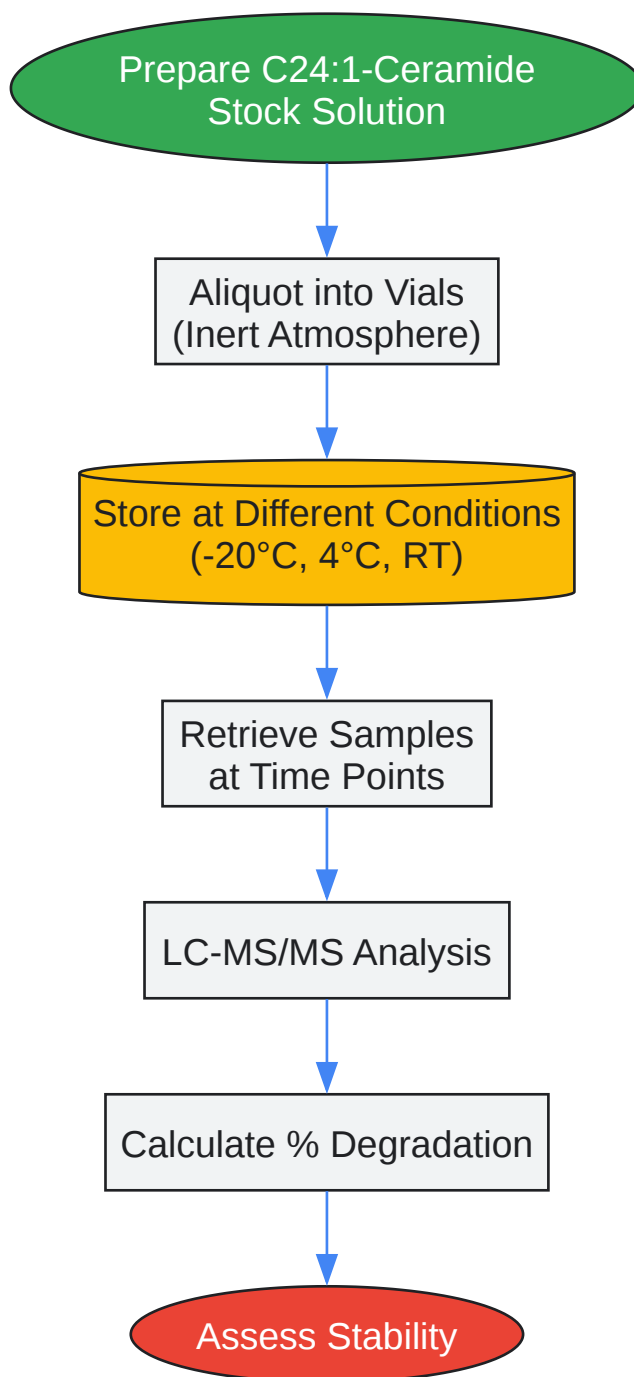 Prepare C24:1-Ceramide
Stock Solution
Aliquot into Vials
(Inert Atmosphere)
Store at Different Conditions
(-20°C, 4°C, RT)
Retrieve Samples
at Time Points
LC-MS/MS Analysis
Calculate % Degradation
Assess Stability